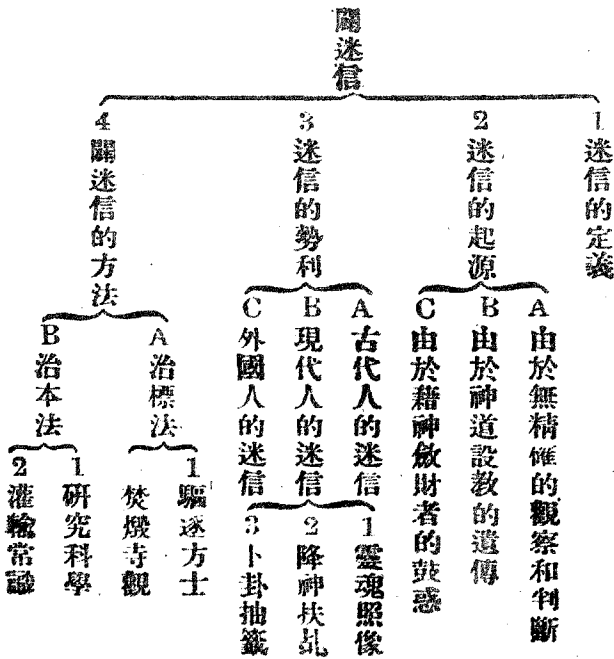 闢迷信
1 迷信的定義
2 迷信的起源
A 由於無精確的觀察和判斷
B 由於神道設教的遺傳
C 由於藉神斂財者的鼓惑
3 迷信的勢利
A 古代人的迷信
B 現代人的迷信
1 靈魂照像
2 降神扶乩
3 卜卦抽籤
C 外國人的迷信
4 闢迷信的方法
A 治標法
1 驅逐方士
焚燬寺觀
B 治本法
1 研究科學
2 灌輸常識